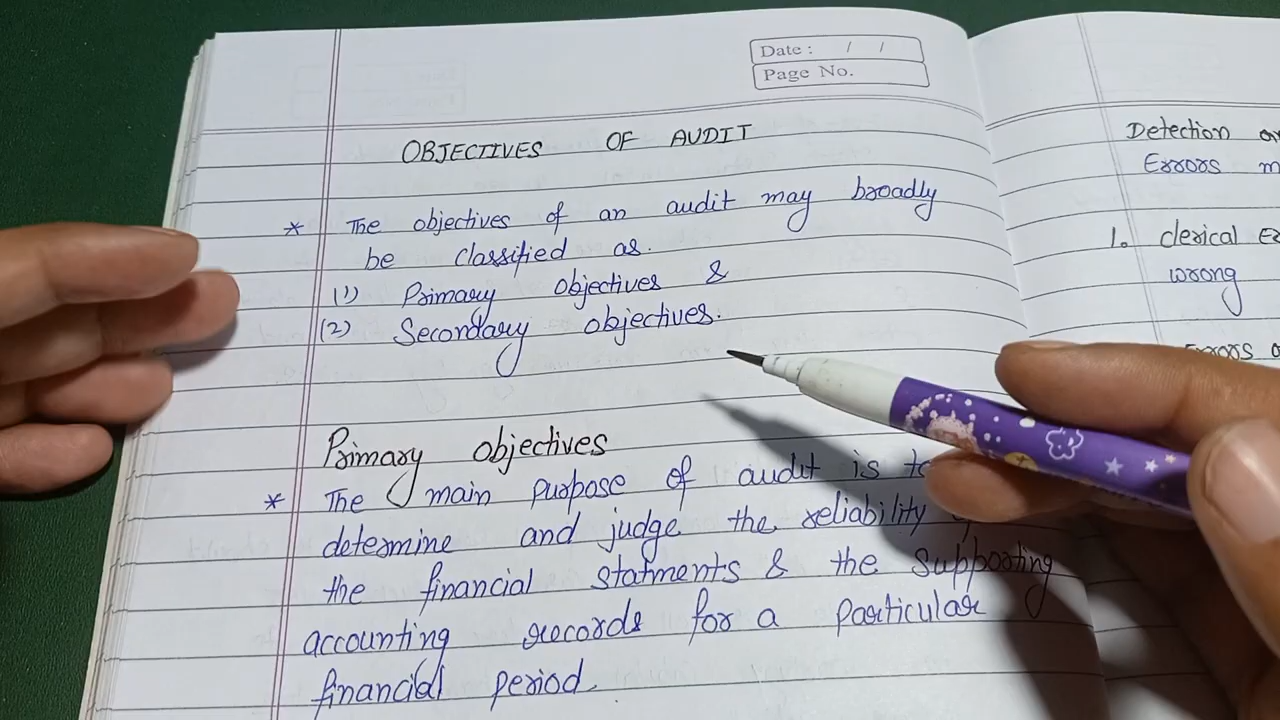 Date : / /
Page No.
OBJECTIVES OF AUDIT
* The objectives of an audit may broadly
be classified as.
(1) Primary objectives &
(2) Secondary objectives.
Primary objectives
* The main purpose of audit is to
determine and judge the reliability
the financial statments & the supporting
accounting records for a particular
financial period.
Detection
Errors
1. clerical
wrong
Errors